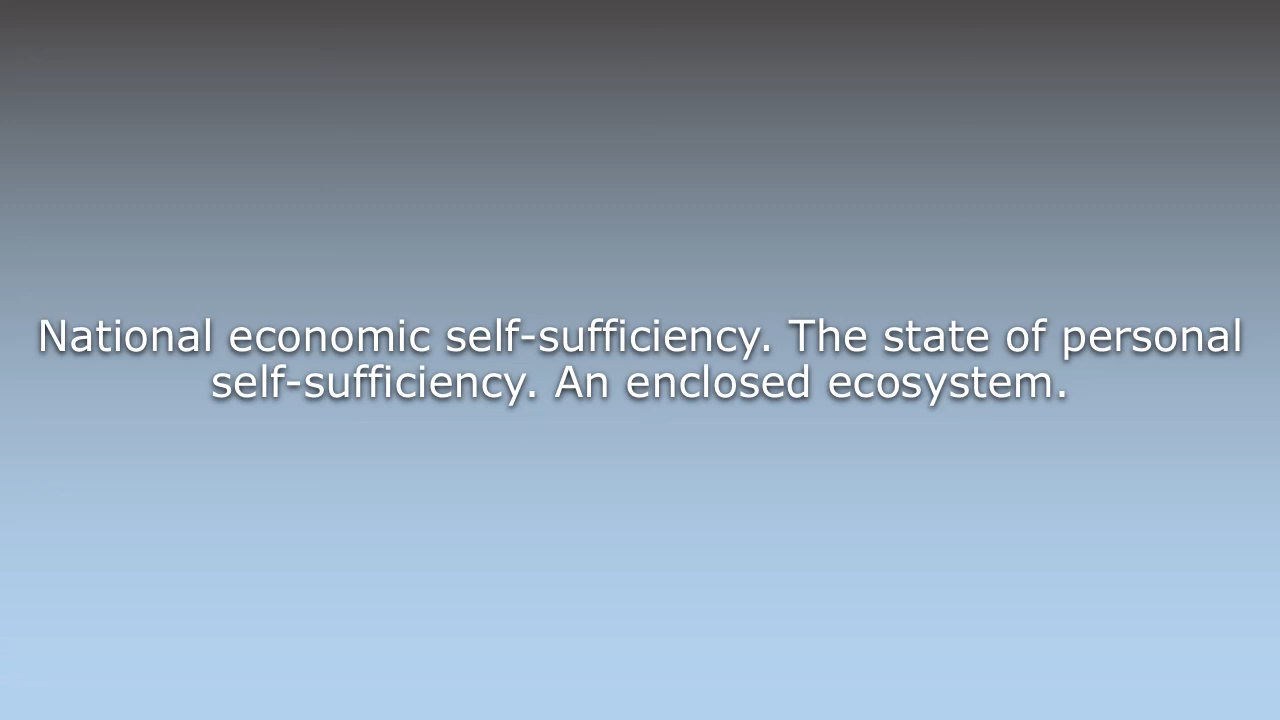 National economic self-sufficiency. The state of personal
self-sufficiency. An enclosed ecosystem.